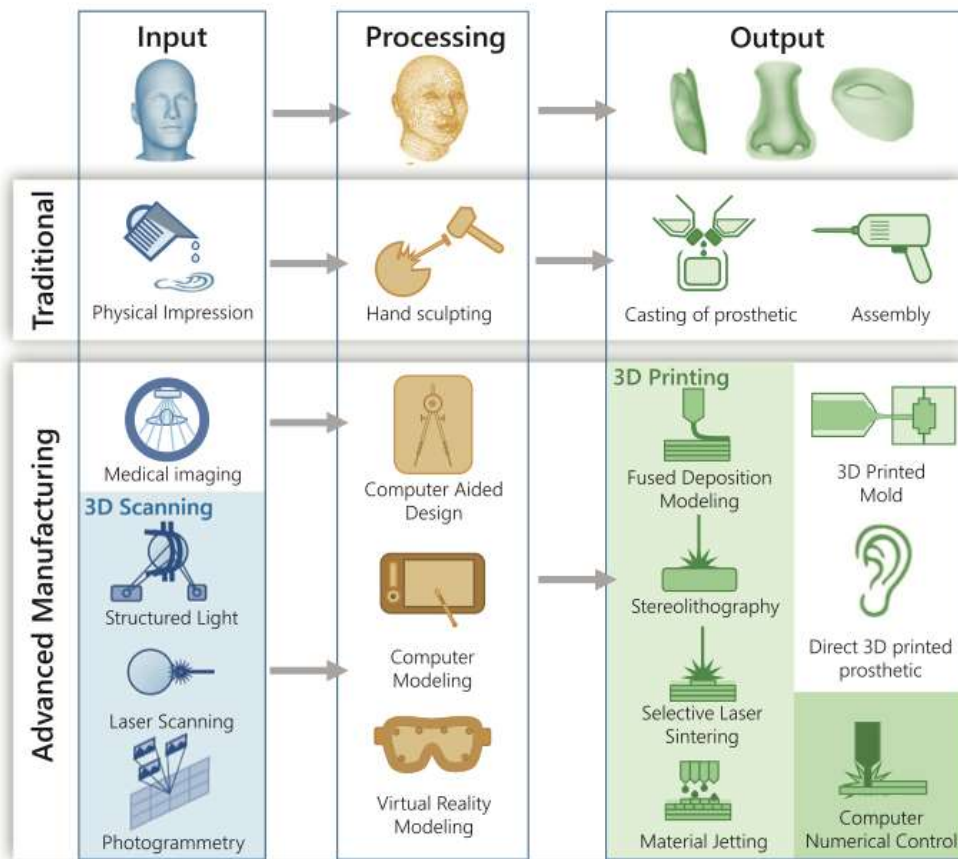 Input
Processing
Output
Traditional
Physical Impression
Hand sculpting
Casting of prosthetic
Assembly
Advanced Manufacturing
Medical imaging
3D Scanning
Structured Light
Laser Scanning
Photogrammetry
Computer Aided
Design
Computer
Modeling
Virtual Reality
Modeling
3D Printing
Fused Deposition
Modeling
Stereolithography
Selective Laser
Sintering
Material Jetting
3D Printed
Mold
Direct 3D printed
prosthetic
Computer
Numerical Control